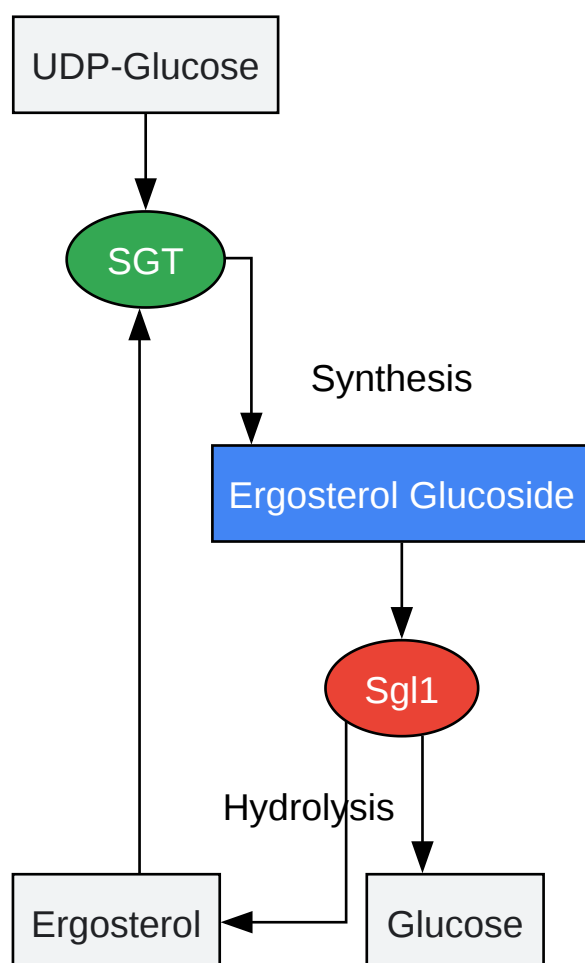 UDP-Glucose
SGT
Synthesis
Ergosterol Glucoside
Sgl1
Hydrolysis
Ergosterol
Glucose